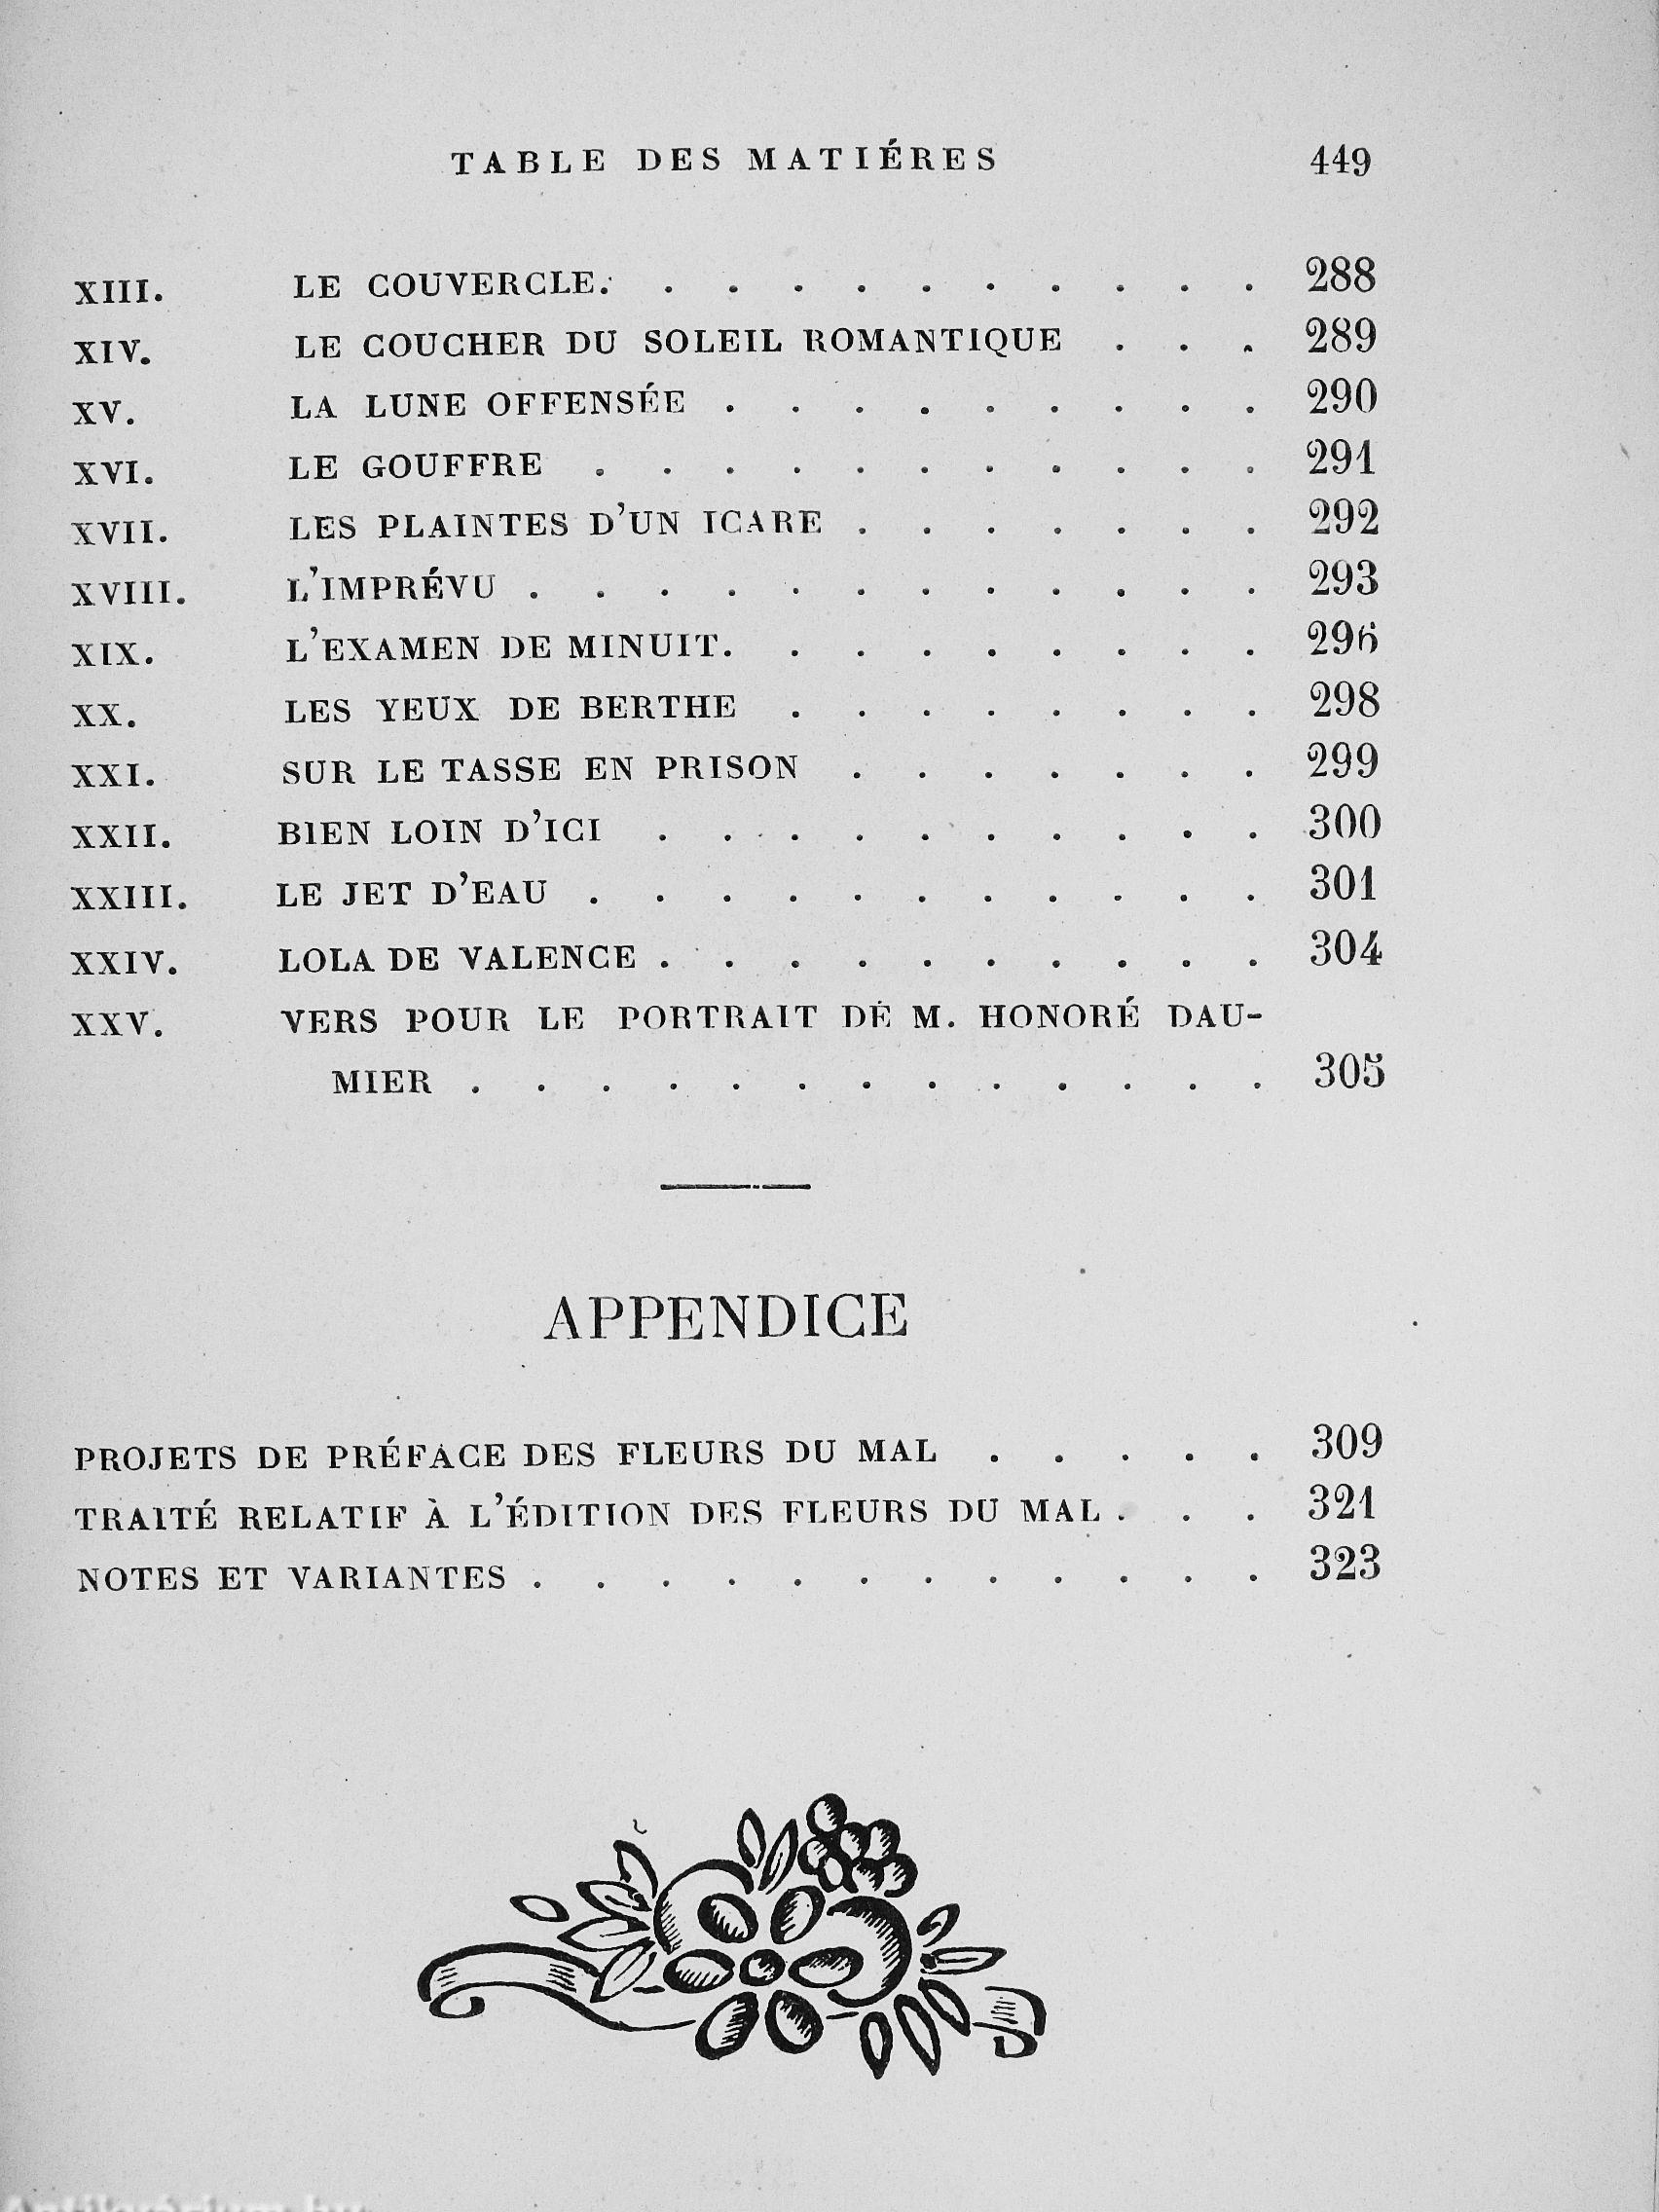 TABLE DES MATIÉRES 449
XIII. LE COUVERCLE. . . . . . . . . . . 288
XIV. LE COUCHER DU SOLEIL ROMANTIQUE . . . 289
XV. LA LUNE OFFENSÉE . . . . . . . . . 290
XVI. LE GOUFFRE . . . . . . . . . . . 291
XVII. LES PLAINTES D'UN ICARE . . . . . . . 292
XVIII. L'IMPRÉVU . . . . . . . . . . . . 293
XIX. L'EXAMEN DE MINUIT. . . . . . . . . 296
XX. LES YEUX DE BERTHE . . . . . . . . 298
XXI. SUR LE TASSE EN PRISON . . . . . . . 299
XXII. BIEN LOIN D'ICI . . . . . . . . . . 300
XXIII. LE JET D'EAU . . . . . . . . . . . 301
XXIV. LOLA DE VALENCE . . . . . . . . . . 304
XXV. VERS POUR LE PORTRAIT DE M. HONORÉ DAU-
MIER . . . . . . . . . . . . . 305
APPENDICE
PROJETS DE PRÉFACE DES FLEURS DU MAL . . . . . 309
TRAITÉ RELATIF À L'ÉDITION DES FLEURS DU MAL . . . 321
NOTES ET VARIANTES . . . . . . . . . . . . 323